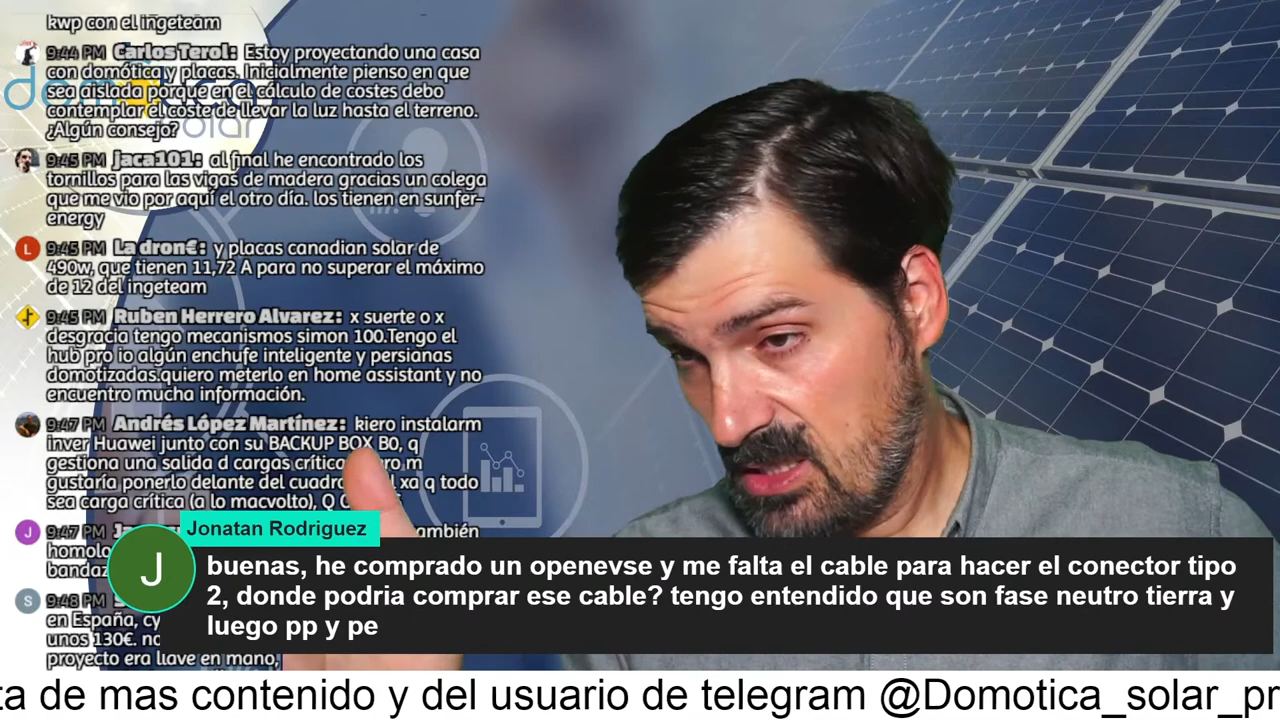 kwp con el ingeteam
9:44 PM Carlos Terol: Estoy proyectando una casa
con domótica y placas. Inicialmente pienso en que
sea aislada porque en el cálculo de costes debo
contemplar el coste de llevar la luz hasta el terreno.
¿Algún consejo?
9:45 PM Jaca101: al final he encontrado los
tornillos para las vigas de madera gracias un colega
que me vio por aquí el otro día. los tienen en sunfer-
energy
L 9:45 PM La dron€: y placas canadian solar de
490w, que tienen 11,72 A para no superar el máximo
de 12 del ingeteam
9:45 PM Ruben Herrero Alvarez: x suerte o x
desgracia tengo mecanismos simon 100.Tengo el
hub pro io algún enchufe inteligente y persianas
domotizadas.quiero meterlo en home assistant y no
encuentro mucha información.
9:47 PM Andrés López Martínez: kiero instalarm
inver Huawei junto con su BACKUP BOX B0, q
gestiona una salida d cargas crítica
gustaría ponerlo delante del cuadro xa q todo
sea carga crítica (a lo macvolto), Q
J 9:47 PM ambién
homolo
bandaz
S 9:48 PM
en España, cy
unos 130€. no
proyecto era llave en mano,
Jonatan Rodriguez
J
buenas, he comprado un openevse y me falta el cable para hacer el conector tipo
2, donde podria comprar ese cable? tengo entendido que son fase neutro tierra y
luego pp y pe
ta de mas contenido y del usuario de telegram @Domotica_solar_pr